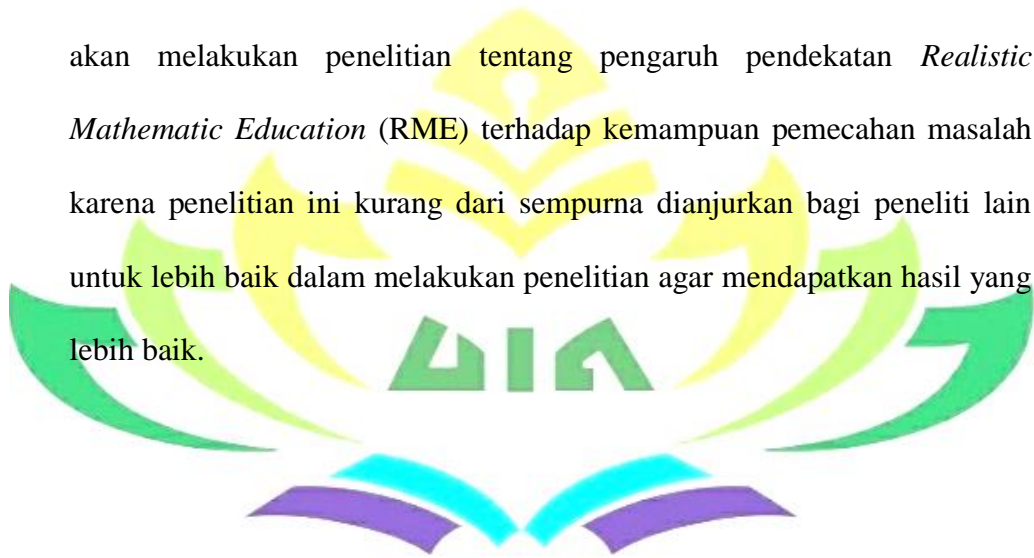 akan melakukan penelitian tentang pengaruh pendekatan Realistic
Mathematic Education (RME) terhadap kemampuan pemecahan masalah
karena penelitian ini kurang dari sempurna dianjurkan bagi peneliti lain
untuk lebih baik dalam melakukan penelitian agar mendapatkan hasil yang
lebih baik.
UIN